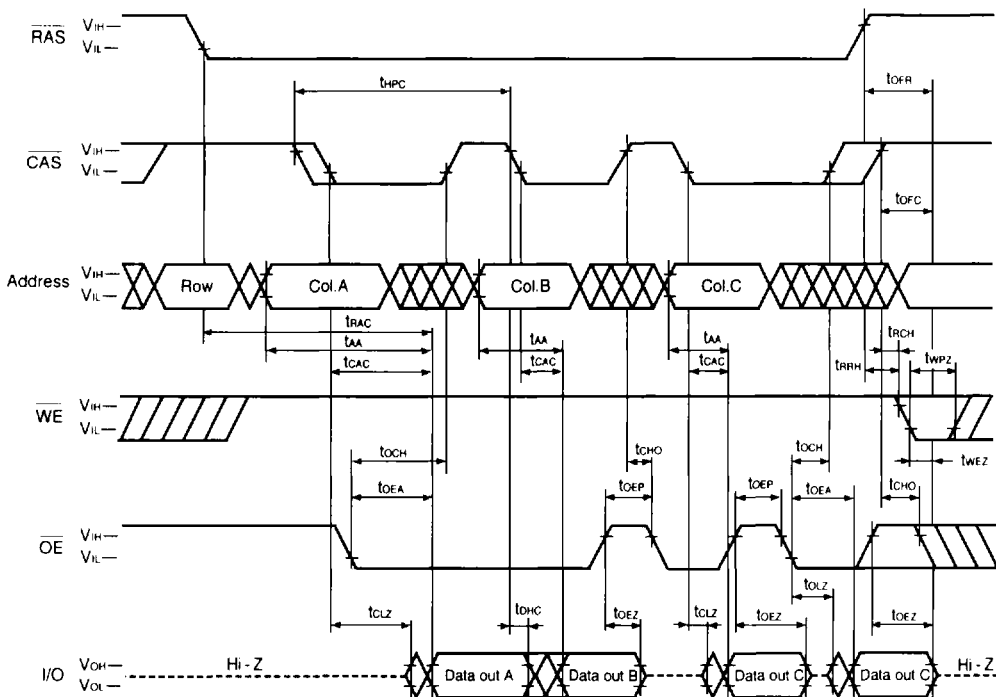 RAS VIH
VIL
tHPC
tOFR
CAS VIH
VIL
tOFC
Address VIH
VIL
Row Col.A Col.B Col.C
tRAC
tAA tAA tAA
tCAC tCAC tCAC
tRCH
tRRH tWPZ
WE VIH
VIL
tWEZ
tOCH tCHO tOCH
tOEA tOEP tOEP tOEA tCHO
OE VIH
VIL
tOLZ
tCLZ tDHC tOEZ tCLZ tOEZ tOEZ
I/O VOH
VOL
Hi - Z Data out A Data out B Data out C Data out C Hi - Z